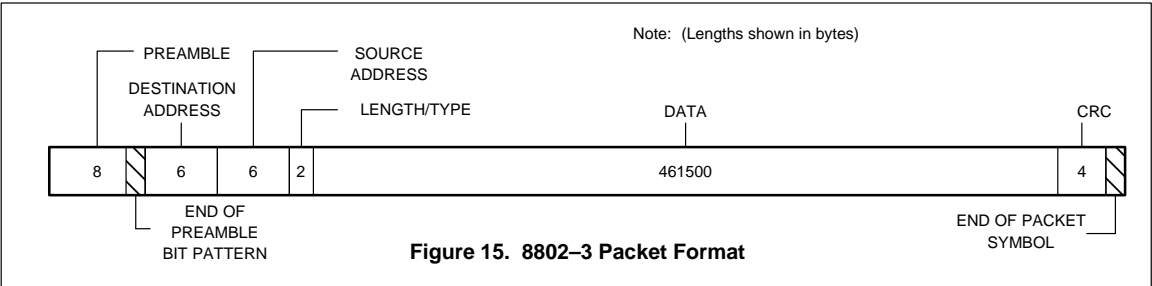 Note: (Lengths shown in bytes)
PREAMBLE
SOURCE
ADDRESS
DESTINATION
ADDRESS
LENGTH/TYPE
DATA
CRC
8
6
6
2
461500
4
END OF
PREAMBLE
BIT PATTERN
END OF PACKET
SYMBOL
Figure 15. 8802–3 Packet Format